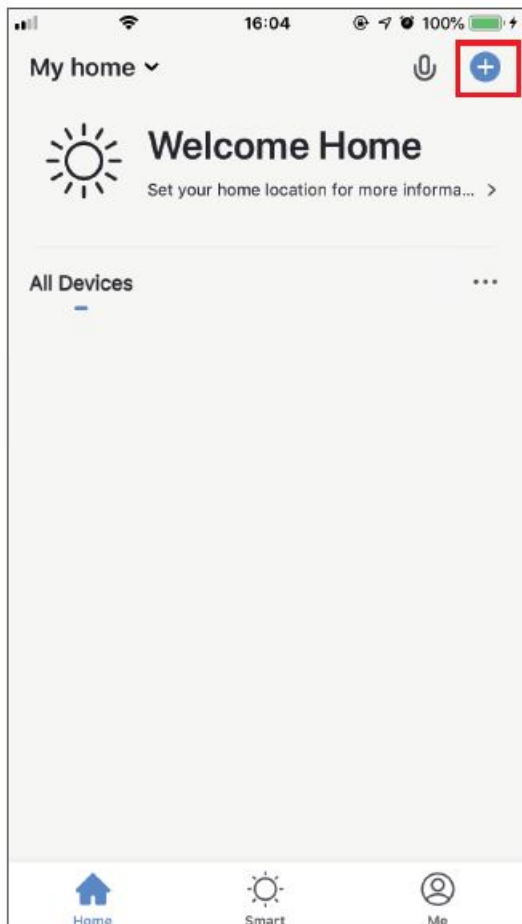 16:04 100%
My home
Welcome Home
Set your home location for more informa...
All Devices
Home Smart Me